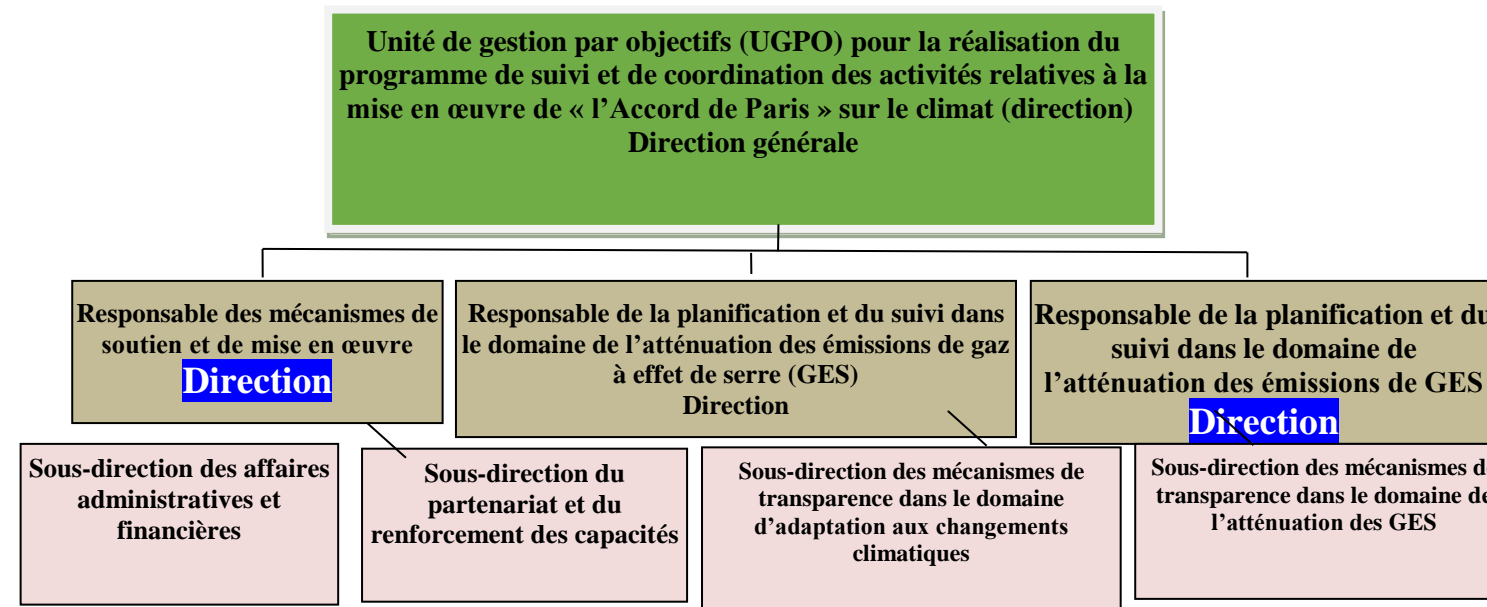 Unité de gestion par objectifs (UGPO) pour la réalisation du
programme de suivi et de coordination des activités relatives à la
mise en œuvre de « l’Accord de Paris » sur le climat (direction)
Direction générale
Responsable des mécanismes de
soutien et de mise en œuvre
Direction
Responsable de la planification et du suivi dans
le domaine de l’atténuation des émissions de gaz
à effet de serre (GES)
Direction
Responsable de la planification et du
suivi dans le domaine de
l’atténuation des émissions de GES
Direction
Sous-direction des affaires
administratives et
financières
Sous-direction du
partenariat et du
renforcement des capacités
Sous-direction des mécanismes de
transparence dans le domaine
d’adaptation aux changements
climatiques
Sous-direction des mécanismes de
transparence dans le domaine de
l’atténuation des GES